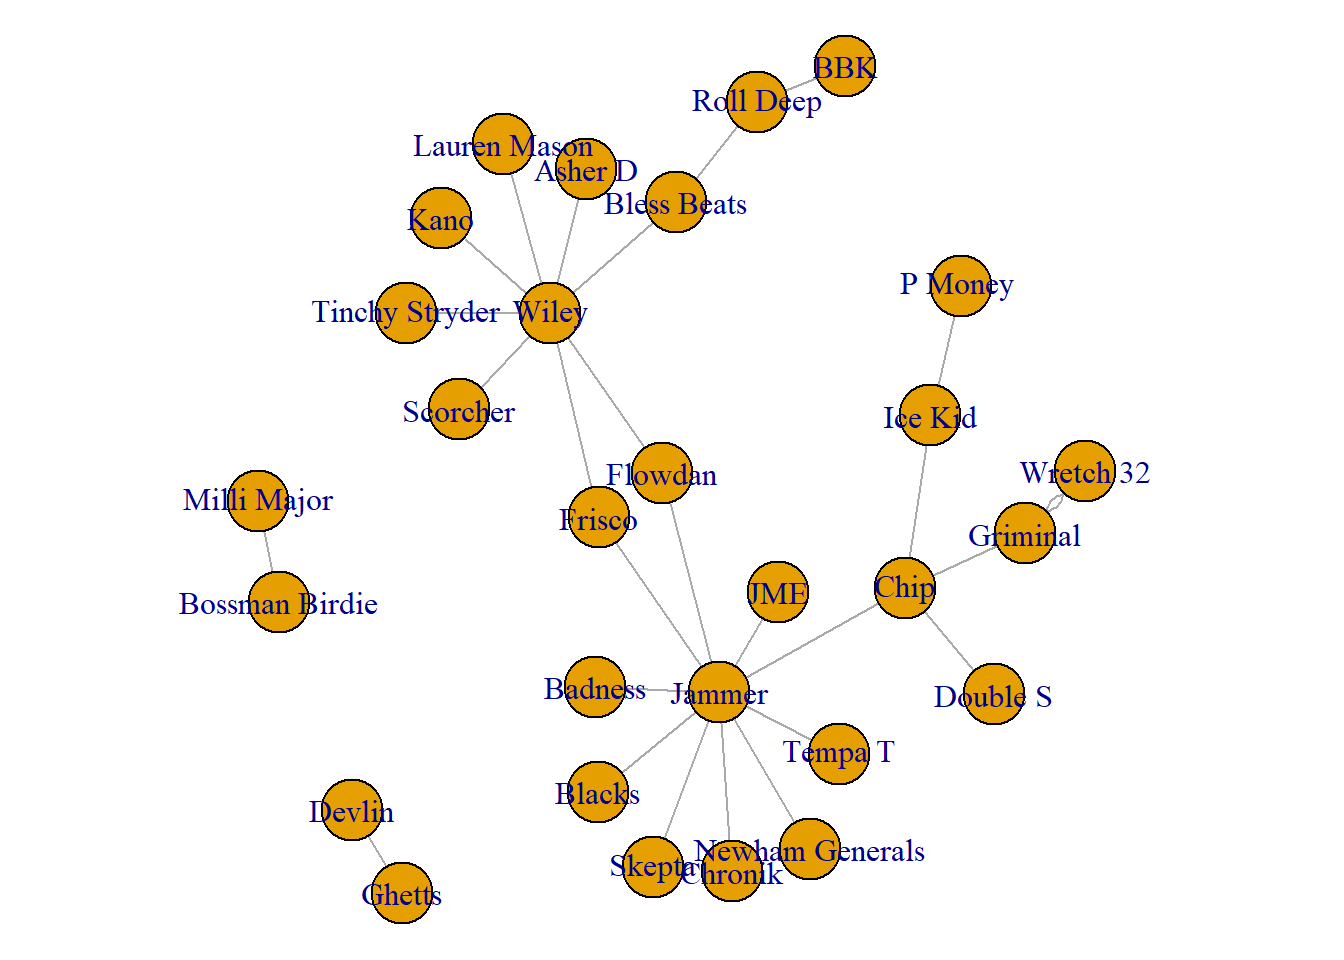 BBK
Roll Deep
Lauren Mason
Asher D
Bless Beats
Kano
P Money
Tinchy Stryder
Wiley
Scorcher
Ice Kid
Flowdan
Wretch 32
Milli Major
Frisco
Griminal
Chip
JME
Bossman Birdie
Badness
Jammer
Double S
Tempa T
Blacks
Devlin
Newham Generals
Skepta
Chronik
Ghetts